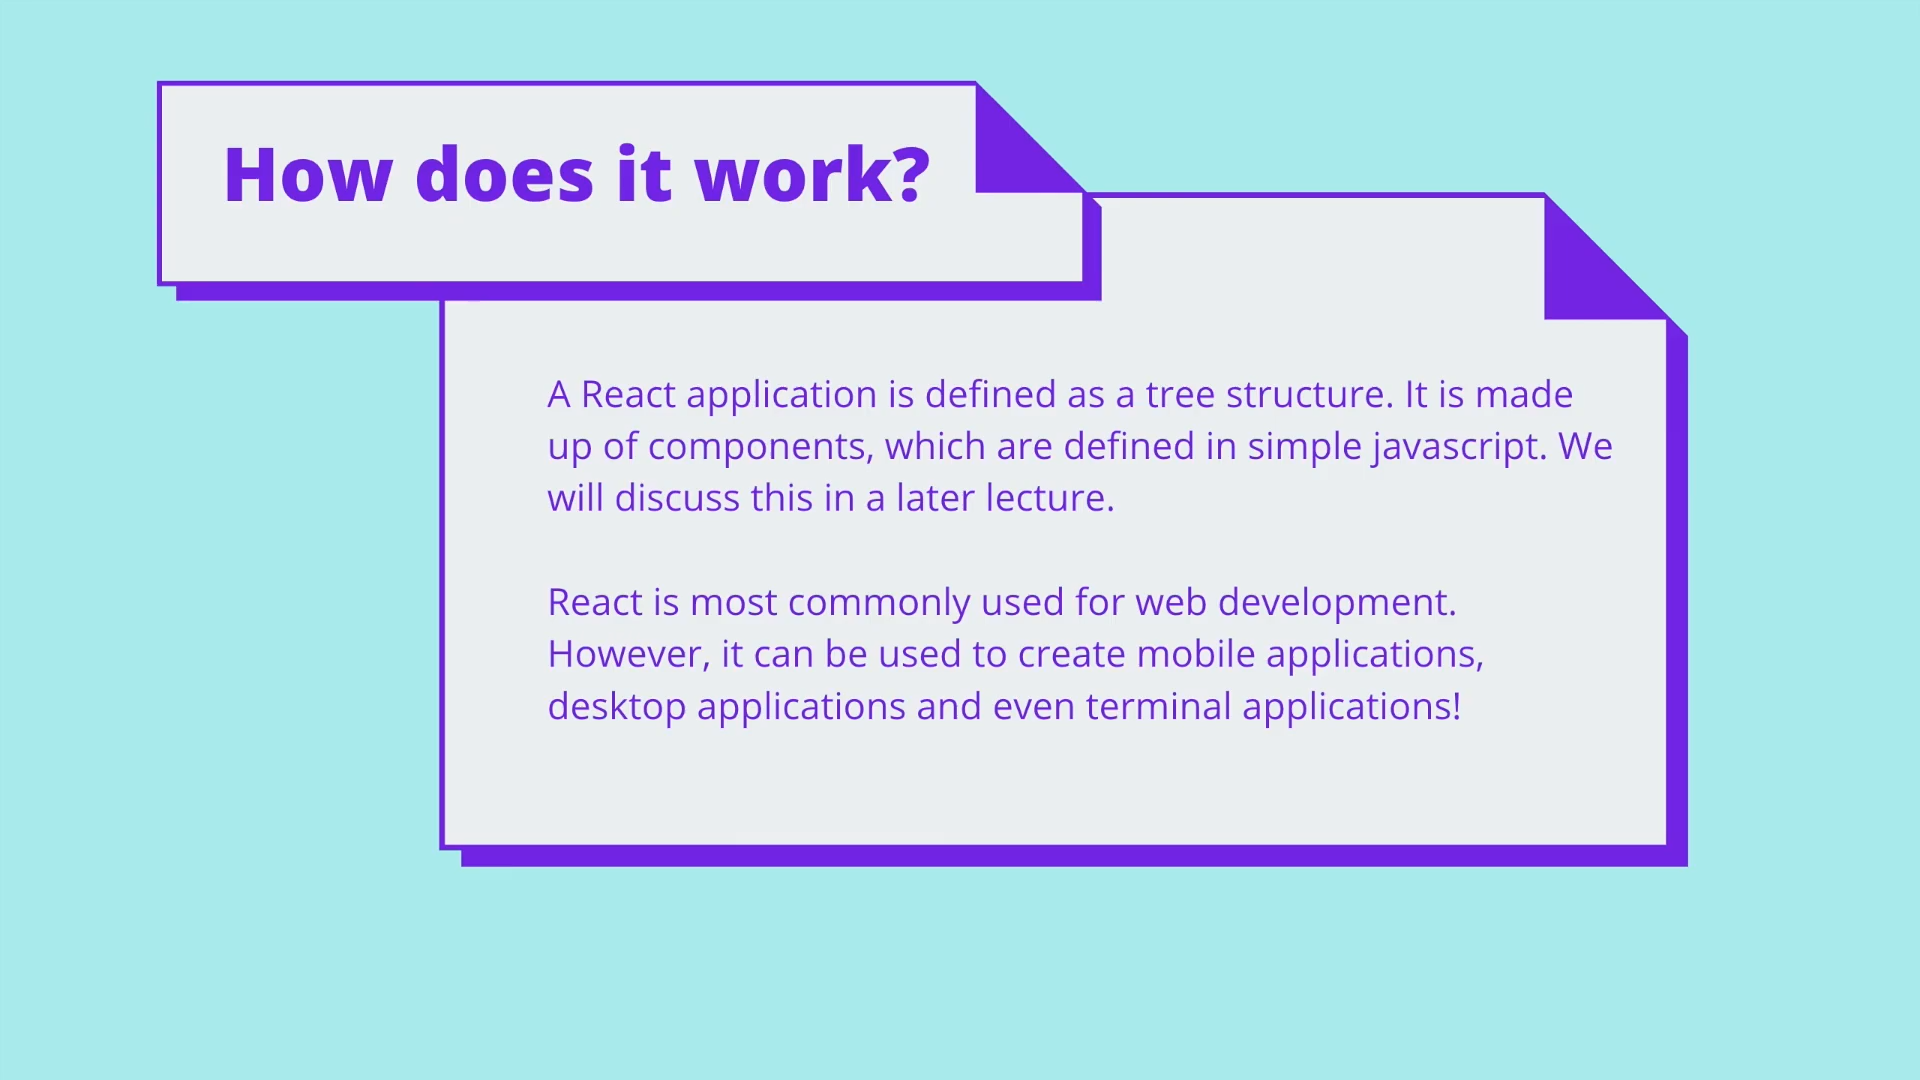 How does it work?
A React application is defined as a tree structure. It is made
up of components, which are defined in simple javascript. We
will discuss this in a later lecture.
React is most commonly used for web development.
However, it can be used to create mobile applications,
desktop applications and even terminal applications!